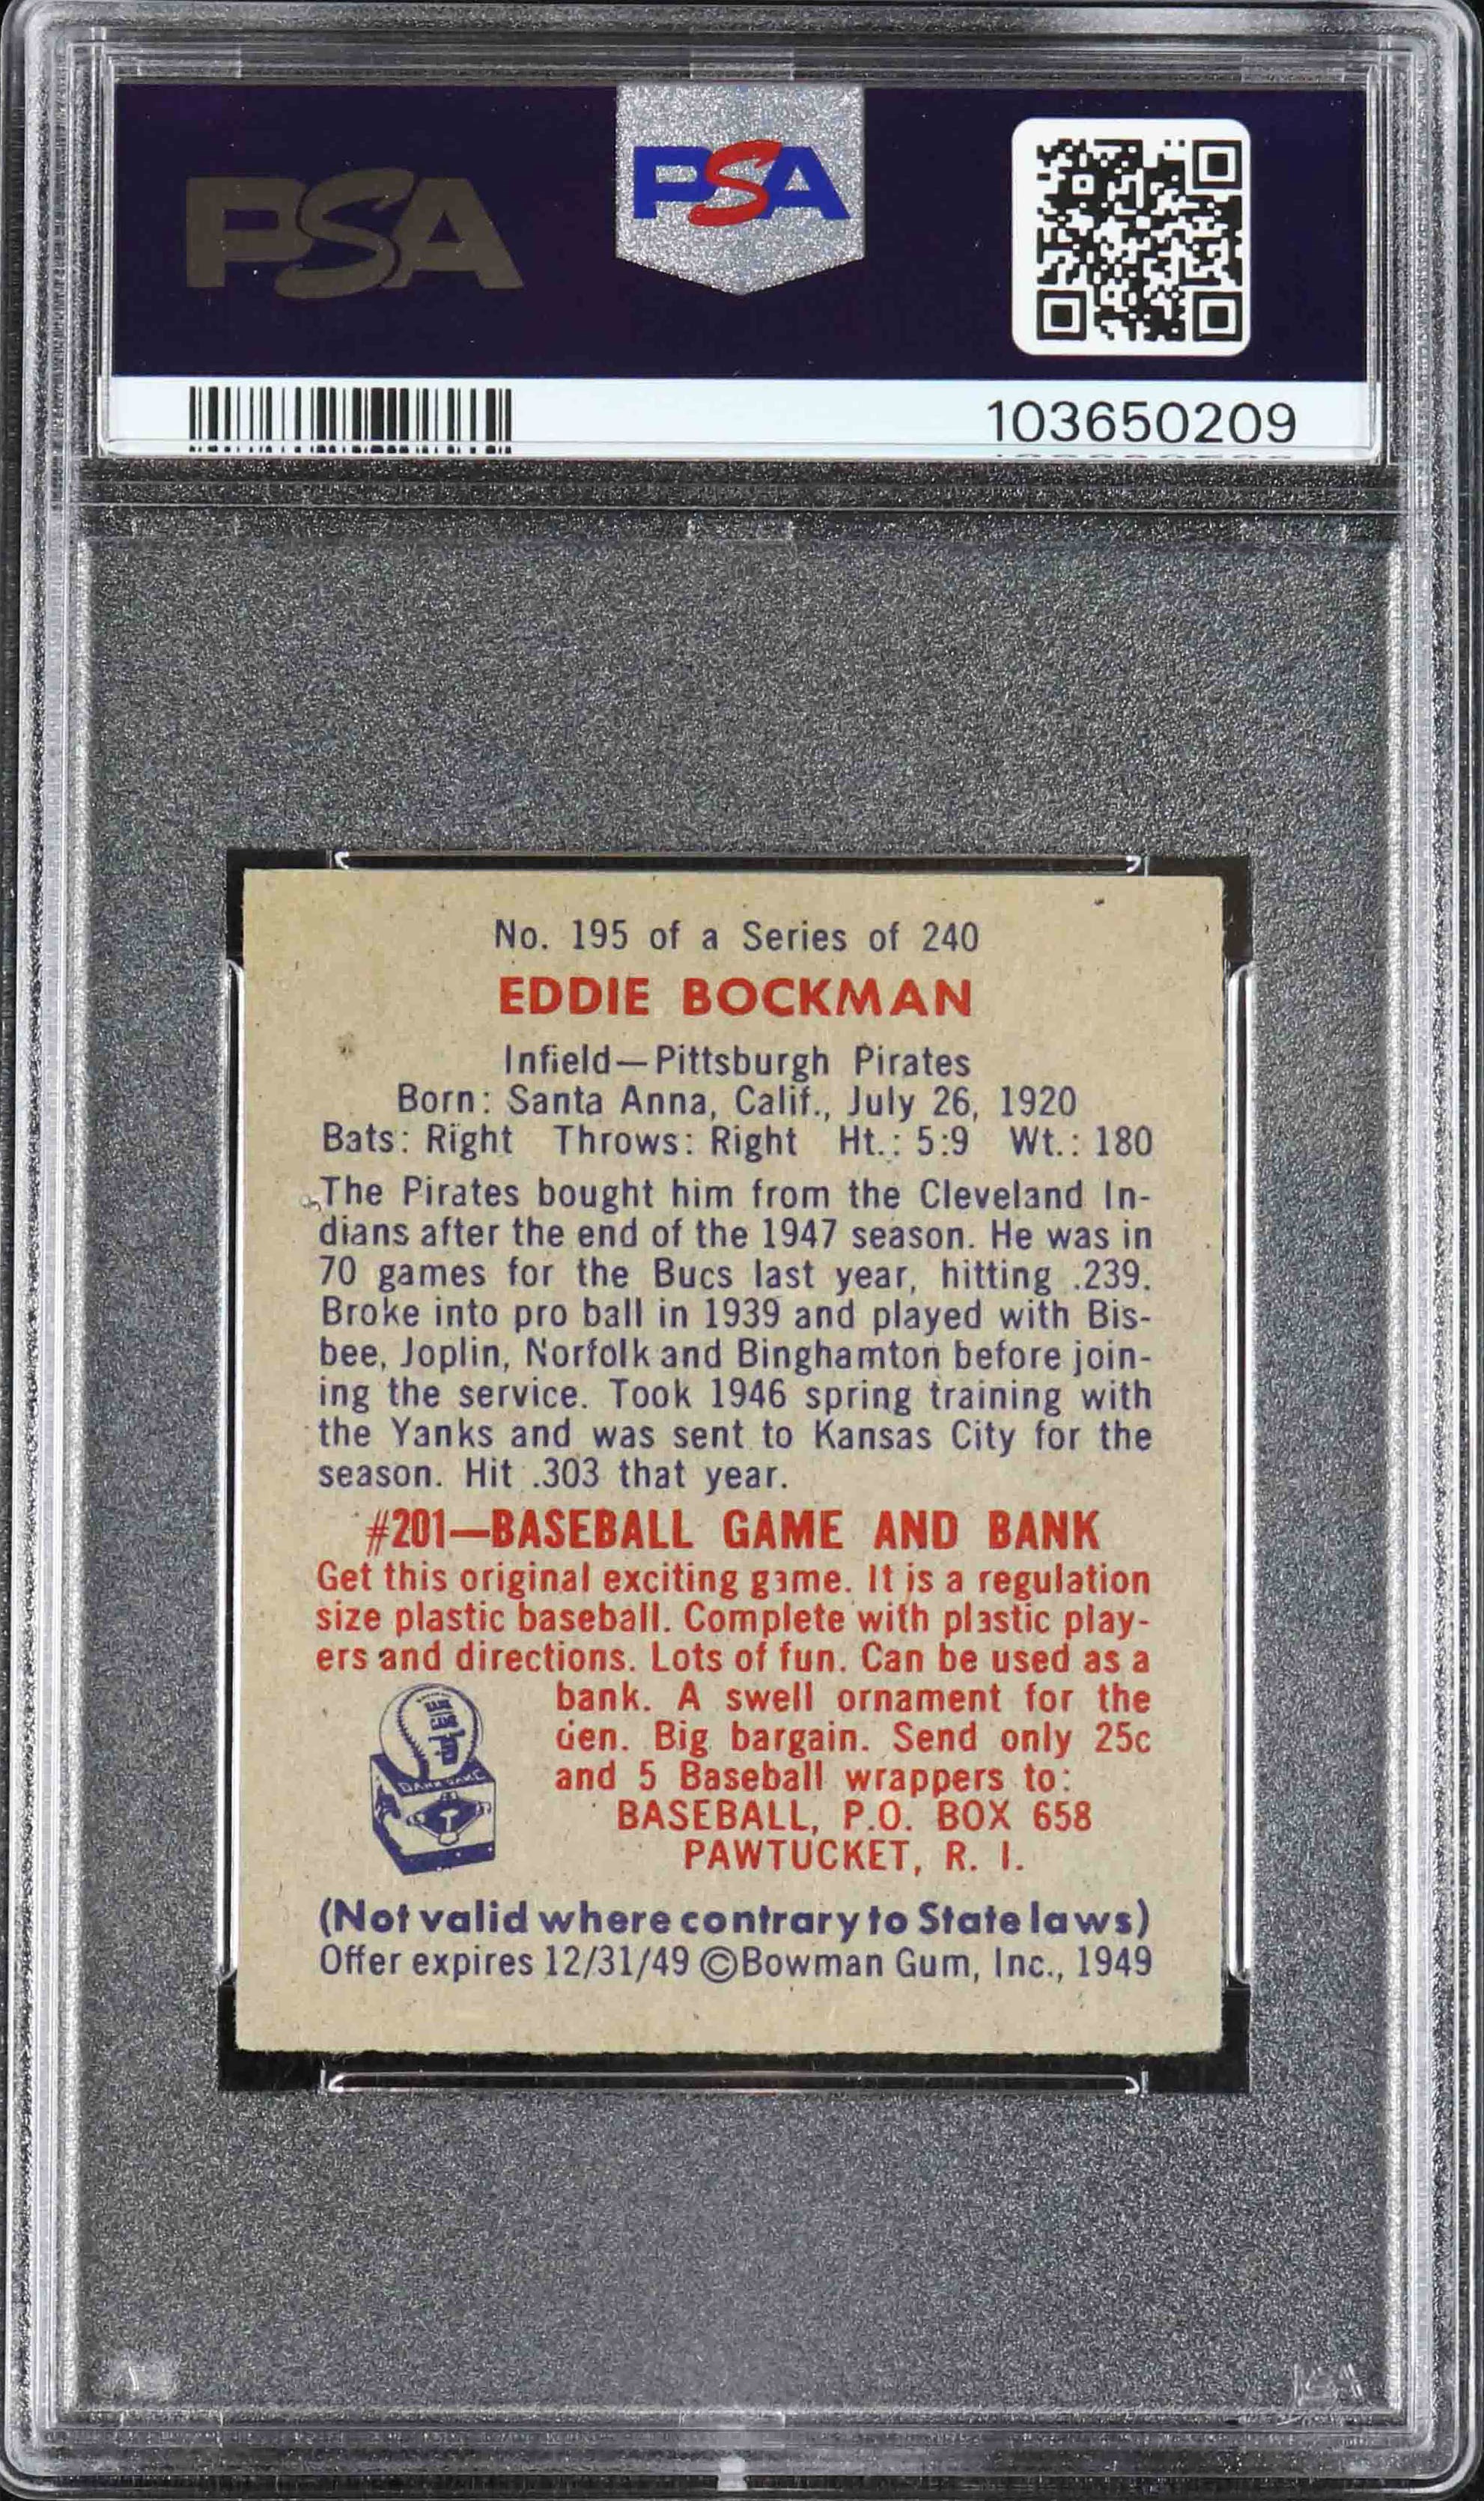 PSA
PSA
103650209
No. 195 of a Series of 240
EDDIE BOCKMAN
Infield—Pittsburgh Pirates
Born: Santa Anna, Calif., July 26, 1920
Bats: Right Throws: Right Ht.: 5:9 Wt.: 180
The Pirates bought him from the Cleveland In-
dians after the end of the 1947 season. He was in
70 games for the Bucs last year, hitting .239.
Broke into pro ball in 1939 and played with Bis-
bee, Joplin, Norfolk and Binghamton before join-
ing the service. Took 1946 spring training with
the Yanks and was sent to Kansas City for the
season. Hit .303 that year.
#201—BASEBALL GAME AND BANK
Get this original exciting game. It is a regulation
size plastic baseball. Complete with plastic play-
ers and directions. Lots of fun. Can be used as a
bank. A swell ornament for the
den. Big bargain. Send only 25c
and 5 Baseball wrappers to:
BASEBALL, P.O. BOX 658
PAWTUCKET, R. I.
BANK GAME
(Not valid where contrary to State laws)
Offer expires 12/31/49 ©Bowman Gum, Inc., 1949